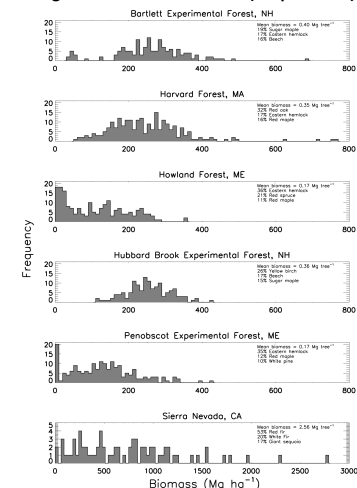 Bartlett Experimental Forest, NH
20
15
10
5
0
Mean biomass = 0.40 Mg tree⁻¹
19% Sugar maple
17% Eastern hemlock
16% Beech
0 200 400 600 800
Harvard Forest, MA
20
15
10
5
0
Mean biomass = 0.35 Mg tree⁻¹
32% Red oak
17% Eastern hemlock
16% Red maple
0 200 400 600 800
Howland Forest, ME
20
15
10
5
0
Mean biomass = 0.17 Mg tree⁻¹
36% Eastern hemlock
21% Red spruce
11% Red maple
0 200 400 600 800
Frequency
Hubbard Brook Experimental Forest, NH
20
15
10
5
0
Mean biomass = 0.36 Mg tree⁻¹
26% Yellow birch
17% Beech
15% Sugar maple
0 200 400 600 800
Penobscot Experimental Forest, ME
20
15
10
5
0
Mean biomass = 0.17 Mg tree⁻¹
35% Eastern hemlock
12% Red maple
10% White pine
0 200 400 600 800
Sierra Nevada, CA
5
4
3
2
1
0
Mean biomass = 2.56 Mg tree⁻¹
53% Red fir
20% White fir
17% Giant sequoia
0 500 1000 1500 2000 2500 3000
Biomass (Mg ha⁻¹)